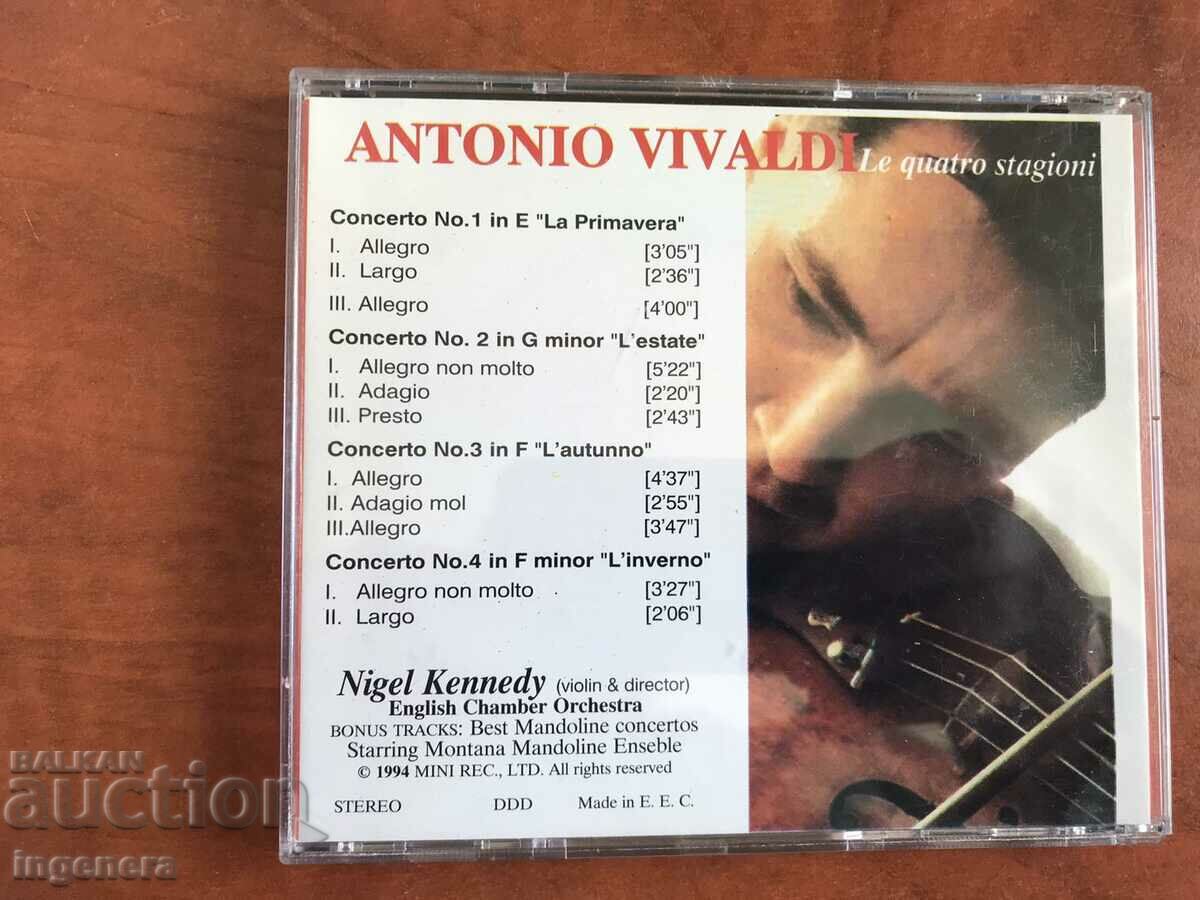 ANTONIO VIVALDI Le quatro stagioni
Concerto No.1 in E "La Primavera"
I. Allegro [3'05"]
II. Largo [2'36"]
III. Allegro [4'00"]
Concerto No. 2 in G minor "L'estate"
I. Allegro non molto [5'22"]
II. Adagio [2'20"]
III. Presto [2'43"]
Concerto No.3 in F "L'autunno"
I. Allegro [4'37"]
II. Adagio mol [2'55"]
III.Allegro [3'47"]
Concerto No.4 in F minor "L'inverno"
I. Allegro non molto [3'27"]
II. Largo [2'06"]
Nigel Kennedy (violin & director)
English Chamber Orchestra
BONUS TRACKS: Best Mandoline concertos
Starring Montana Mandoline Enseble
© 1994 MINI REC., LTD. All rights reserved
STEREO DDD Made in E. E. C.
BALKAN
auction
ingenera